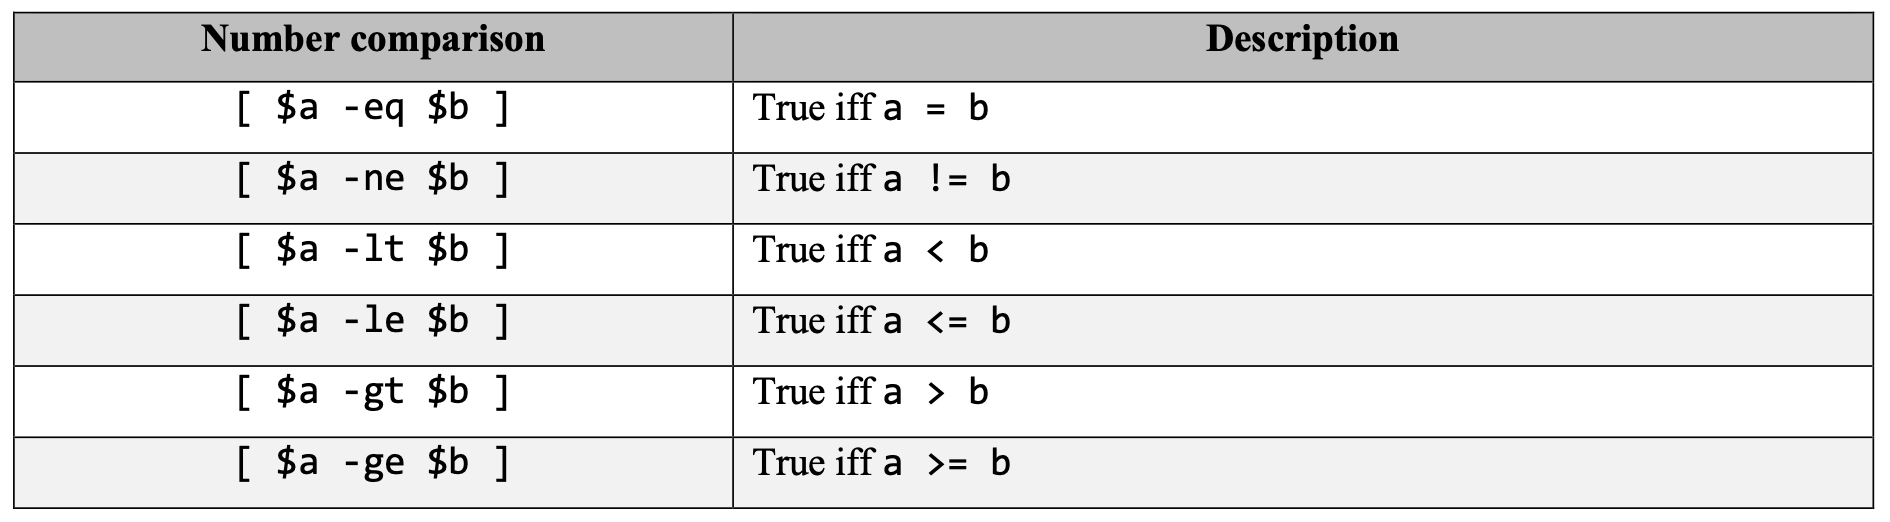 Number comparison Description
[ $a -eq $b ] True iff a = b
[ $a -ne $b ] True iff a != b
[ $a -lt $b ] True iff a < b
[ $a -le $b ] True iff a <= b
[ $a -gt $b ] True iff a > b
[ $a -ge $b ] True iff a >= b